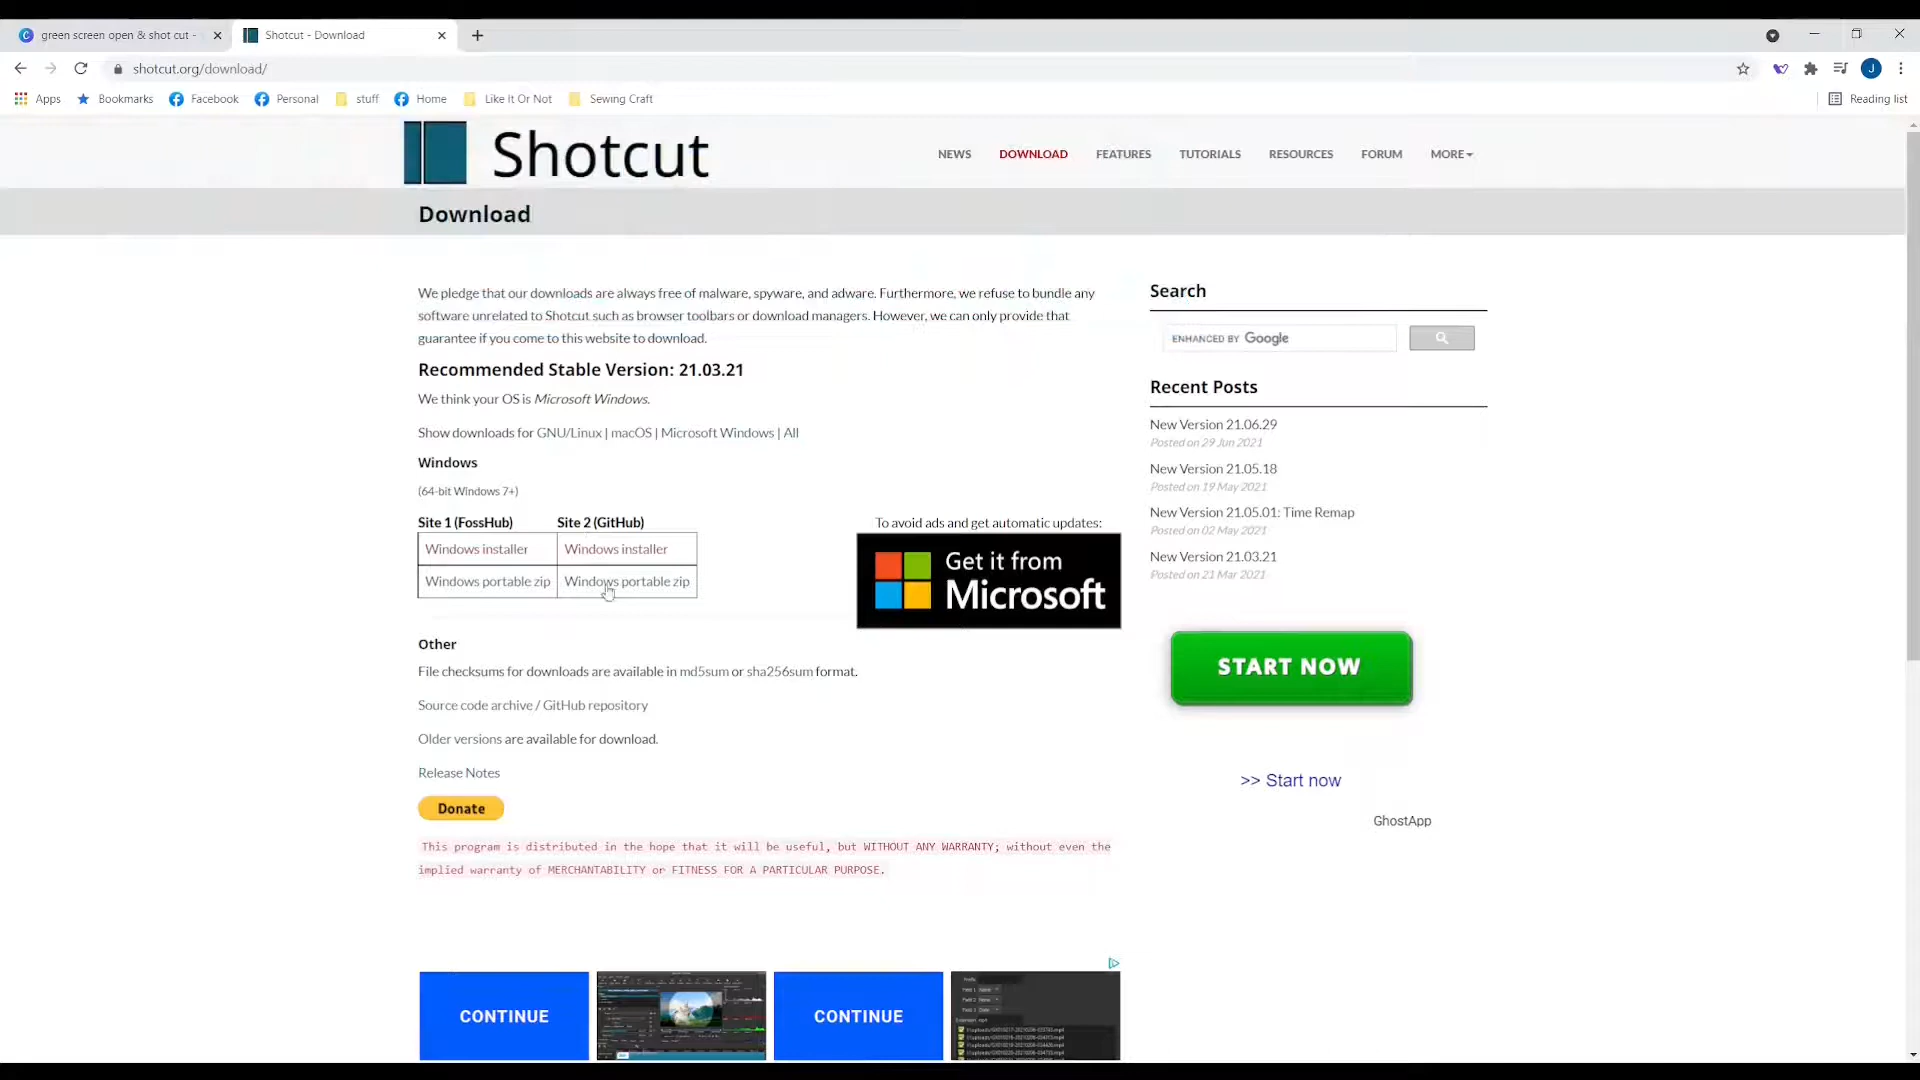 green screen open & shot cut -
Shotcut - Download
shotcut.org/download/
J
Apps
Bookmarks
Facebook
Personal
stuff
Home
Like It Or Not
Sewing Craft
Reading list
Shotcut
NEWS
DOWNLOAD
FEATURES
TUTORIALS
RESOURCES
FORUM
MORE
Download
We pledge that our downloads are always free of malware, spyware, and adware. Furthermore, we refuse to bundle any
software unrelated to Shotcut such as browser toolbars or download managers. However, we can only provide that
guarantee if you come to this website to download.
Recommended Stable Version: 21.03.21
We think your OS is Microsoft Windows.
Show downloads for GNU/Linux | macOS | Microsoft Windows | All
Windows
(64-bit Windows 7+)
Site 1 (FossHub) Site 2 (GitHub)
Windows installer Windows installer
Windows portable zip Windows portable zip
To avoid ads and get automatic updates:
Get it from
Microsoft
Other
File checksums for downloads are available in md5sum or sha256sum format.
Source code archive / GitHub repository
Older versions are available for download.
Release Notes
Donate
This program is distributed in the hope that it will be useful, but WITHOUT ANY WARRANTY; without even the
implied warranty of MERCHANTABILITY or FITNESS FOR A PARTICULAR PURPOSE.
Search
ENHANCED BY Google
Recent Posts
New Version 21.06.29
Posted on 29 Jun 2021
New Version 21.05.18
Posted on 19 May 2021
New Version 21.05.01: Time Remap
Posted on 02 May 2021
New Version 21.03.21
Posted on 21 Mar 2021
START NOW
>> Start now
GhostApp
CONTINUE
CONTINUE